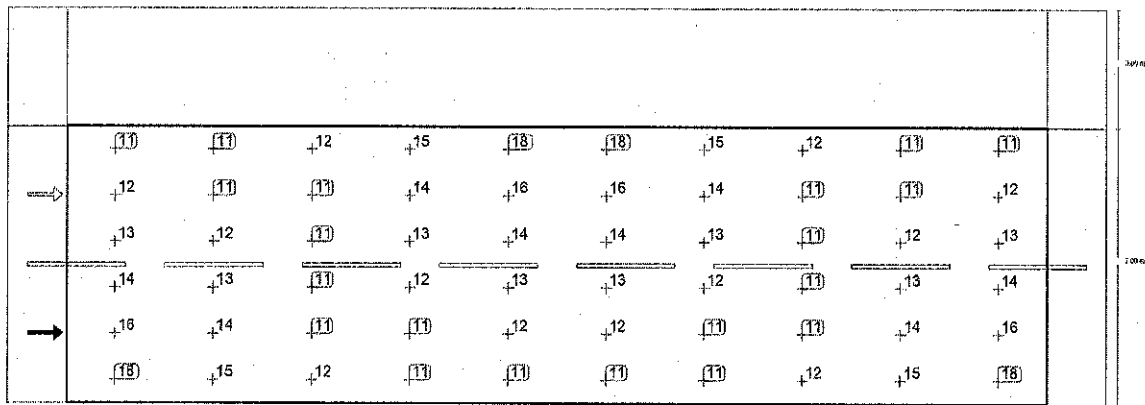 11 11 12 15 18 18 15 12 11 11
12 11 11 14 16 16 14 11 11 12
13 12 11 13 14 14 13 11 12 13
14 13 11 12 13 13 12 11 13 14
16 14 11 11 12 12 11 11 14 16
18 15 12 11 11 11 11 12 15 18